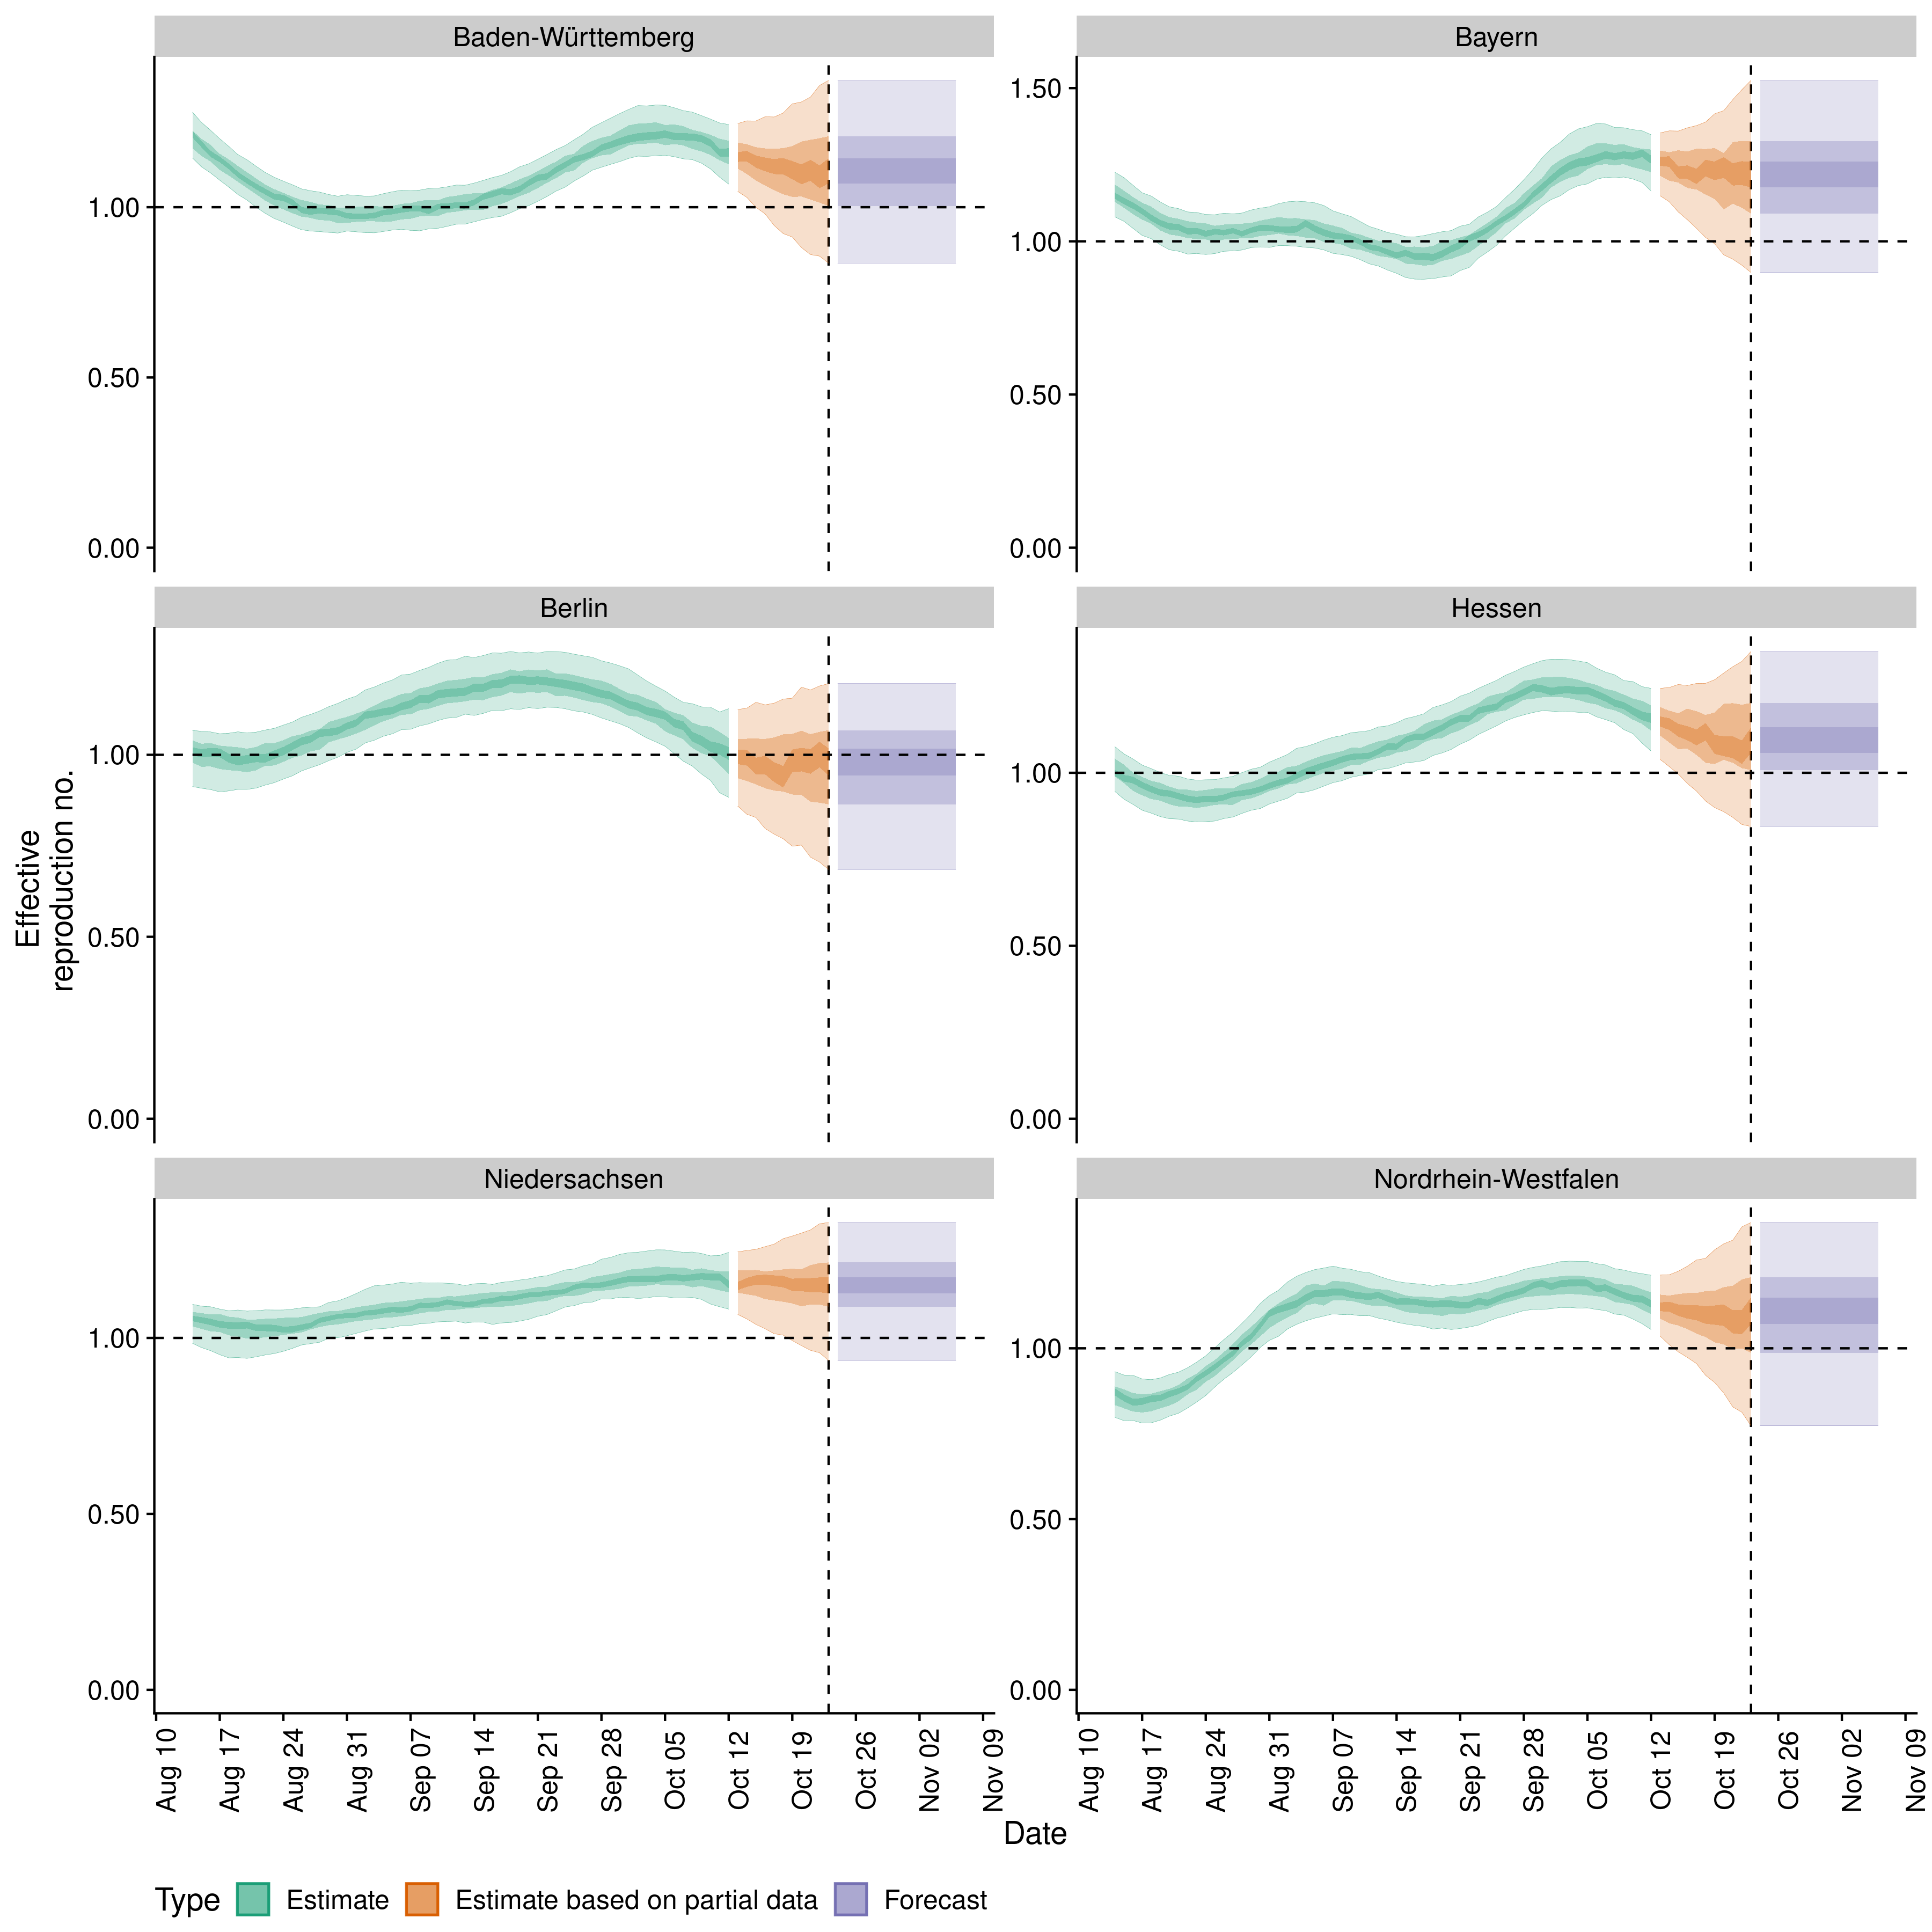 Baden-Württemberg
Bayern
1.00
0.50
0.00
1.50
1.00
0.50
0.00
Berlin
Hessen
1.00
0.50
0.00
1.00
0.50
0.00
Niedersachsen
Nordrhein-Westfalen
1.00
0.50
0.00
1.00
0.50
0.00
Effective
reproduction no.
Aug 10
Aug 17
Aug 24
Aug 31
Sep 07
Sep 14
Sep 21
Sep 28
Oct 05
Oct 12
Oct 19
Oct 26
Nov 02
Nov 09
Aug 10
Aug 17
Aug 24
Aug 31
Sep 07
Sep 14
Sep 21
Sep 28
Oct 05
Oct 12
Oct 19
Oct 26
Nov 02
Nov 09
Date
Type Estimate Estimate based on partial data Forecast